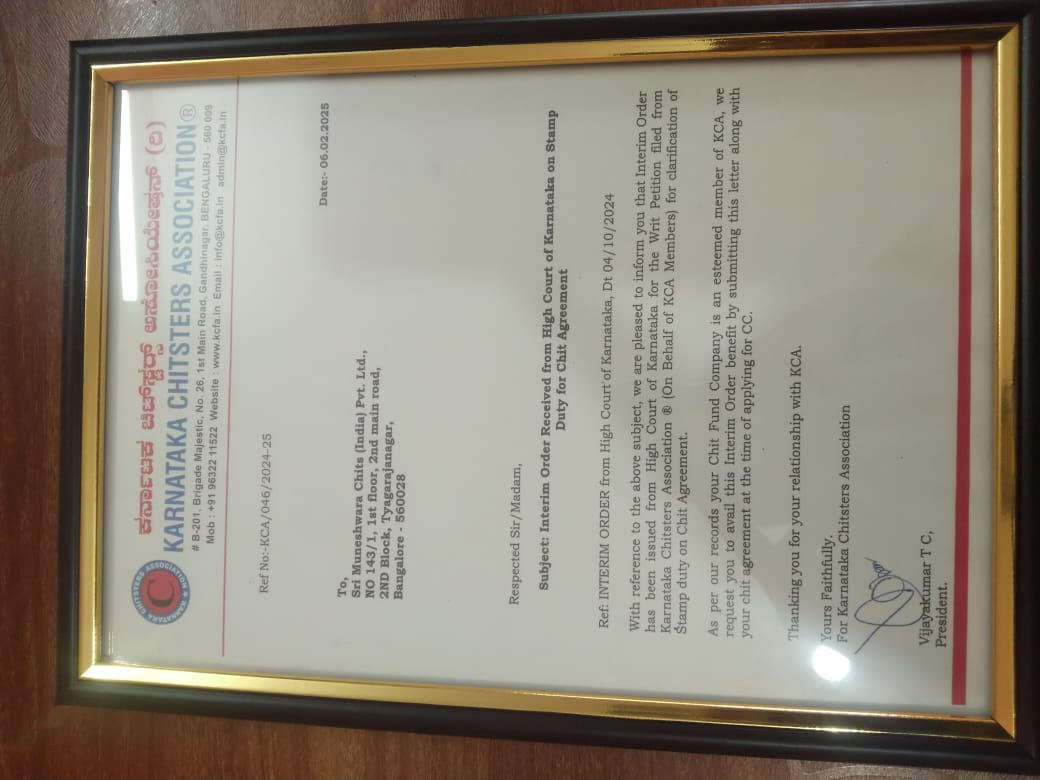 ಕರ್ನಾಟಕ ಚಿಟ್‌ಸ್ಟರ್ಸ್ ಅಸೋಸಿಯೇಷನ್ (ರಿ)
KARNATAKA CHITSTERS ASSOCIATION
C
KARNATAKA CHITSTERS ASSOCIATION®
# B-201, Brigade Majestic, No. 26, 1st Main Road, Gandhinagar, BENGALURU - 560 009
Mob : +91 96322 11522 Website : www.kcfa.in Email : info@kcfa.in admin@kcfa.in
Ref No:-KCA/046/2024-25
Date:- 06.02.2025
To,
Sri Muneshwara Chits (India) Pvt. Ltd.,
NO 143/1, 1st floor, 2nd main road,
2ND Block, Tyagarajanagar,
Bangalore - 560028
Respected Sir/Madam,
Subject: Interim Order Received from High Court of Karnataka on Stamp
Duty for Chit Agreement
Ref: INTERIM ORDER from High Court of Karnataka, Dt 04/10/2024
With reference to the above subject, we are pleased to inform you that Interim Order
has been issued from High Court of Karnataka for the Writ Petition filed from
Karnataka Chitsters Association ® (On Behalf of KCA Members) for clarification of
Stamp duty on Chit Agreement.
As per our records your Chit Fund Company is an esteemed member of KCA, we
request you to avail this Interim Order benefit by submitting this letter along with
your chit agreement at the time of applying for CC.
Thanking you for your relationship with KCA.
Yours Faithfully.
For Karnataka Chitsters Association
Vijayakumar T C,
President.